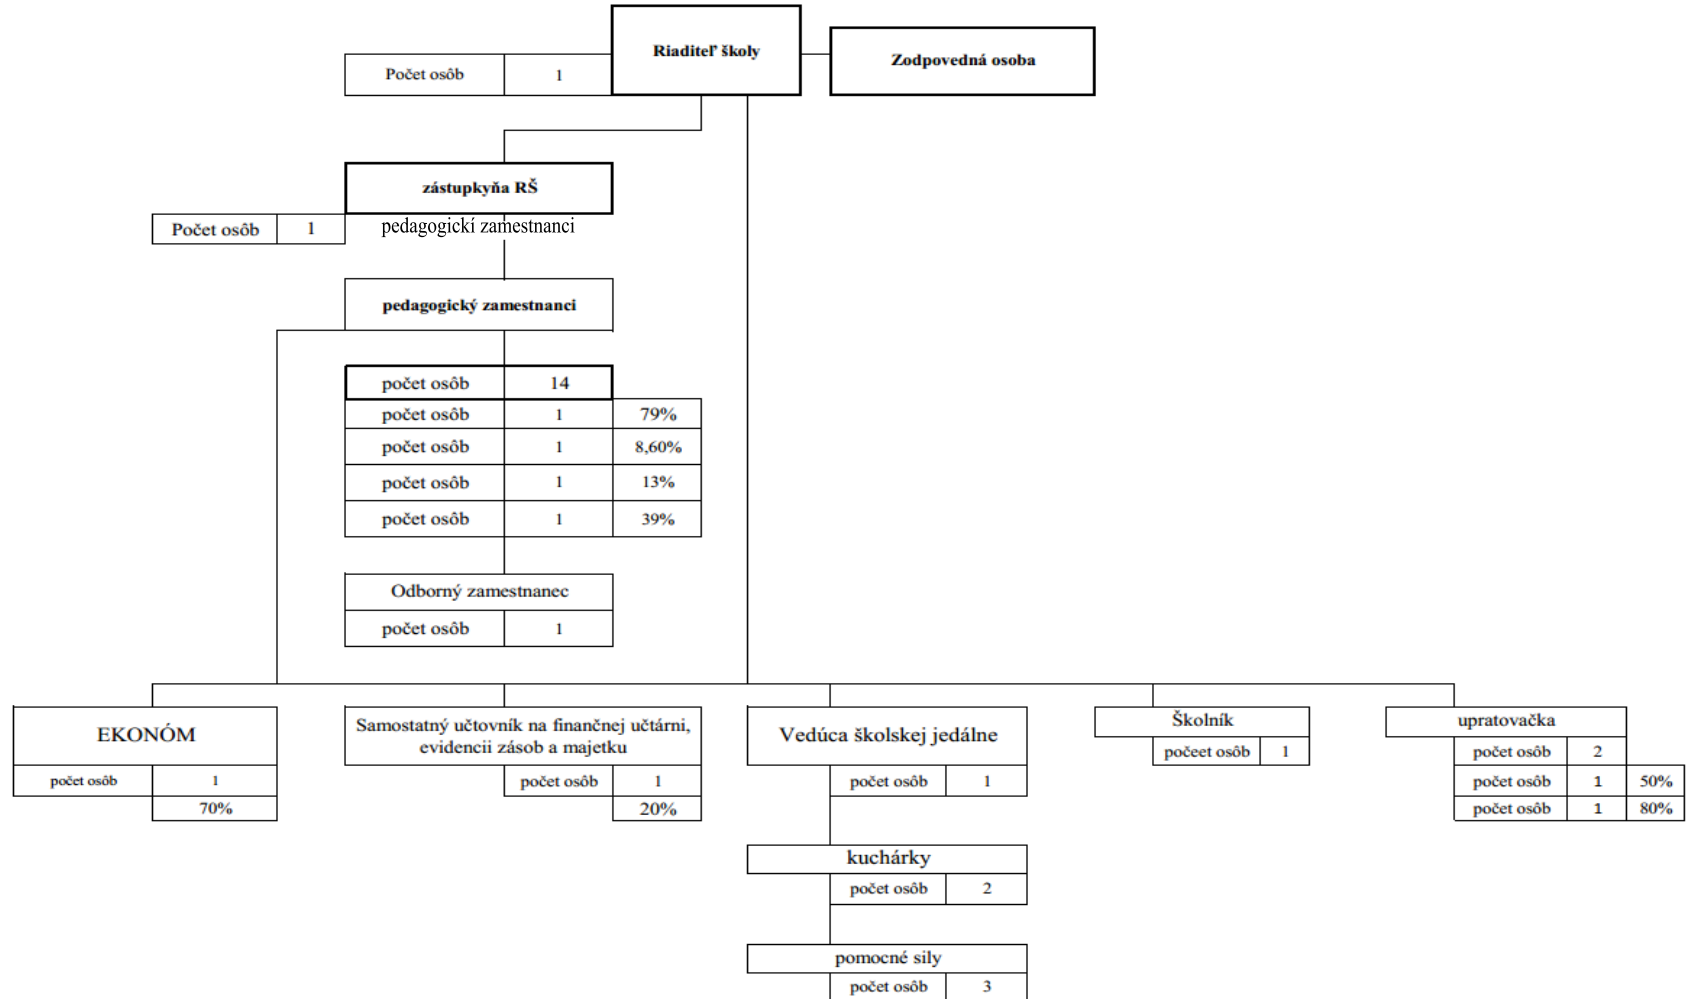 Riaditeľ školy
Zodpovedná osoba
Počet osôb 1
zástupkyňa RŠ
Počet osôb 1
pedagogickí zamestnanci
pedagogický zamestnanci
počet osôb 14
počet osôb 1 79%
počet osôb 1 8,60%
počet osôb 1 13%
počet osôb 1 39%
Odborný zamestnanec
počet osôb 1
EKONÓM
počet osôb 1
70%
Samostatný učtovník na finančnej učtárni,
evidencii zásob a majetku
počet osôb 1
20%
Vedúca školskej jedálne
počet osôb 1
kuchárky
počet osôb 2
pomocné sily
počet osôb 3
Školník
počeet osôb 1
upratovačka
počet osôb 2
počet osôb 1 50%
počet osôb 1 80%